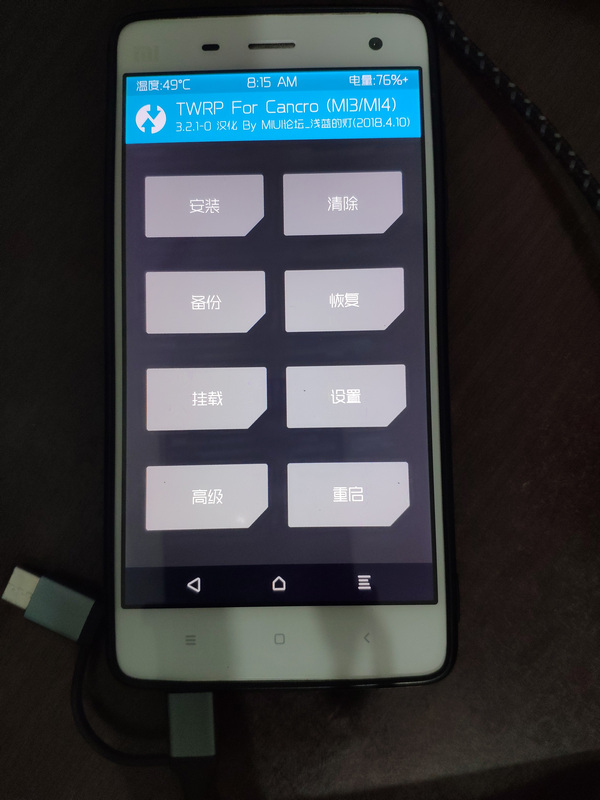 温度:49°C 8:15 AM 电量:76%+
TWRP For Cancro (MI3/MI4)
3.2.1-0 汉化 By MIUI论坛_浅蓝的灯(2018.4.10)
安装 清除
备份 恢复
挂载 设置
高级 重启